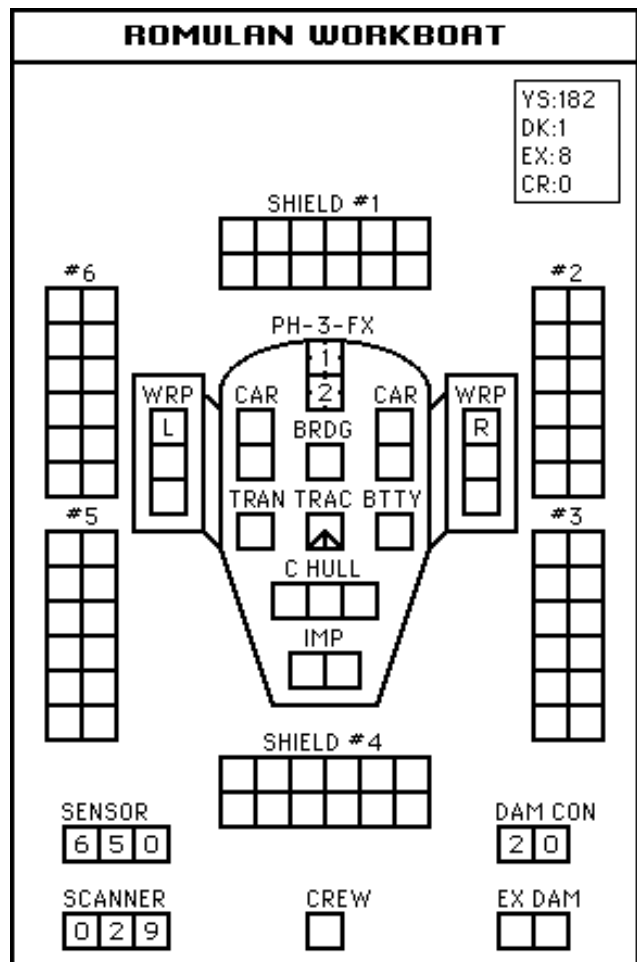 ROMULAN WORKBOAT
YS:182
DK:1
EX:8
CR:0
SHIELD #1
#6
#2
PH-3-FX
1
2
WRP
CAR
CAR
WRP
L
BRDG
R
TRAN TRAC BTTY
#5
#3
C HULL
IMP
SHIELD #4
SENSOR
6 5 0
DAM CON
2 0
SCANNER
0 2 9
CREW
EX DAM